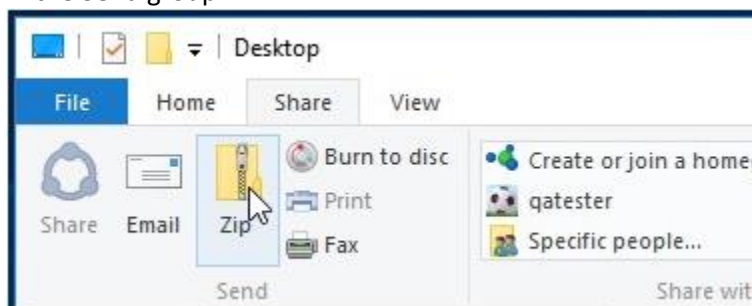 Desktop
File Home Share View
Share Email Zip
Burn to disc
Print
Fax
Send
Create or join a home
qatester
Specific people...
Share wit